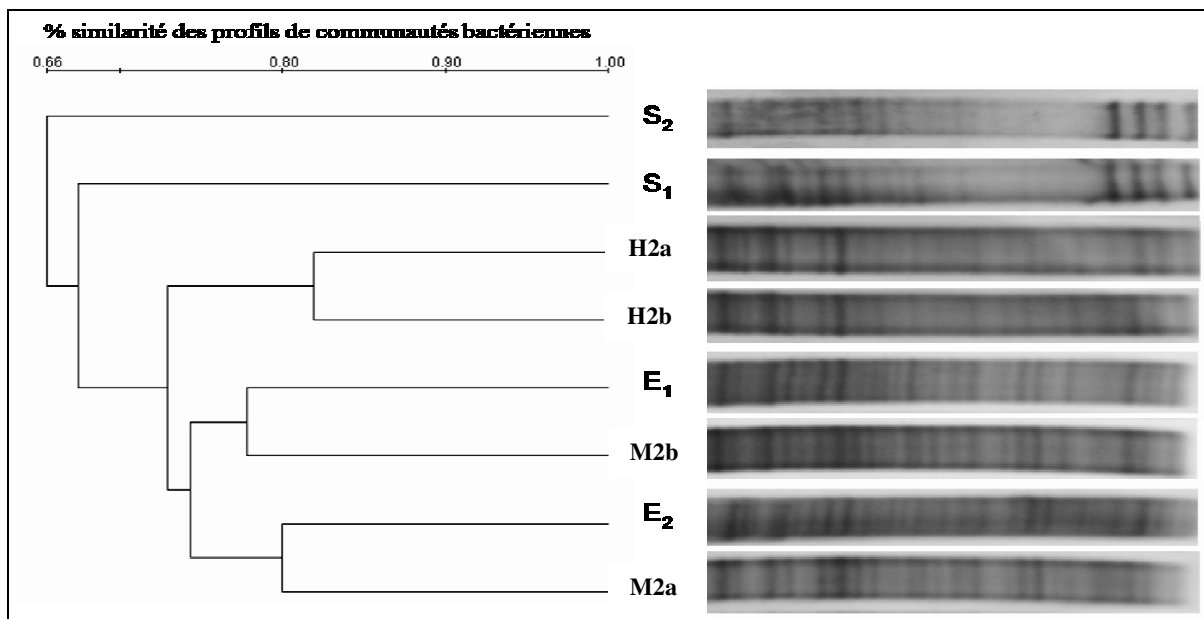 % similarité des profils de communautés bactériennes
0.66 0.80 0.90 1.00
S₂
S₁
H2a
H2b
E₁
M2b
E₂
M2a